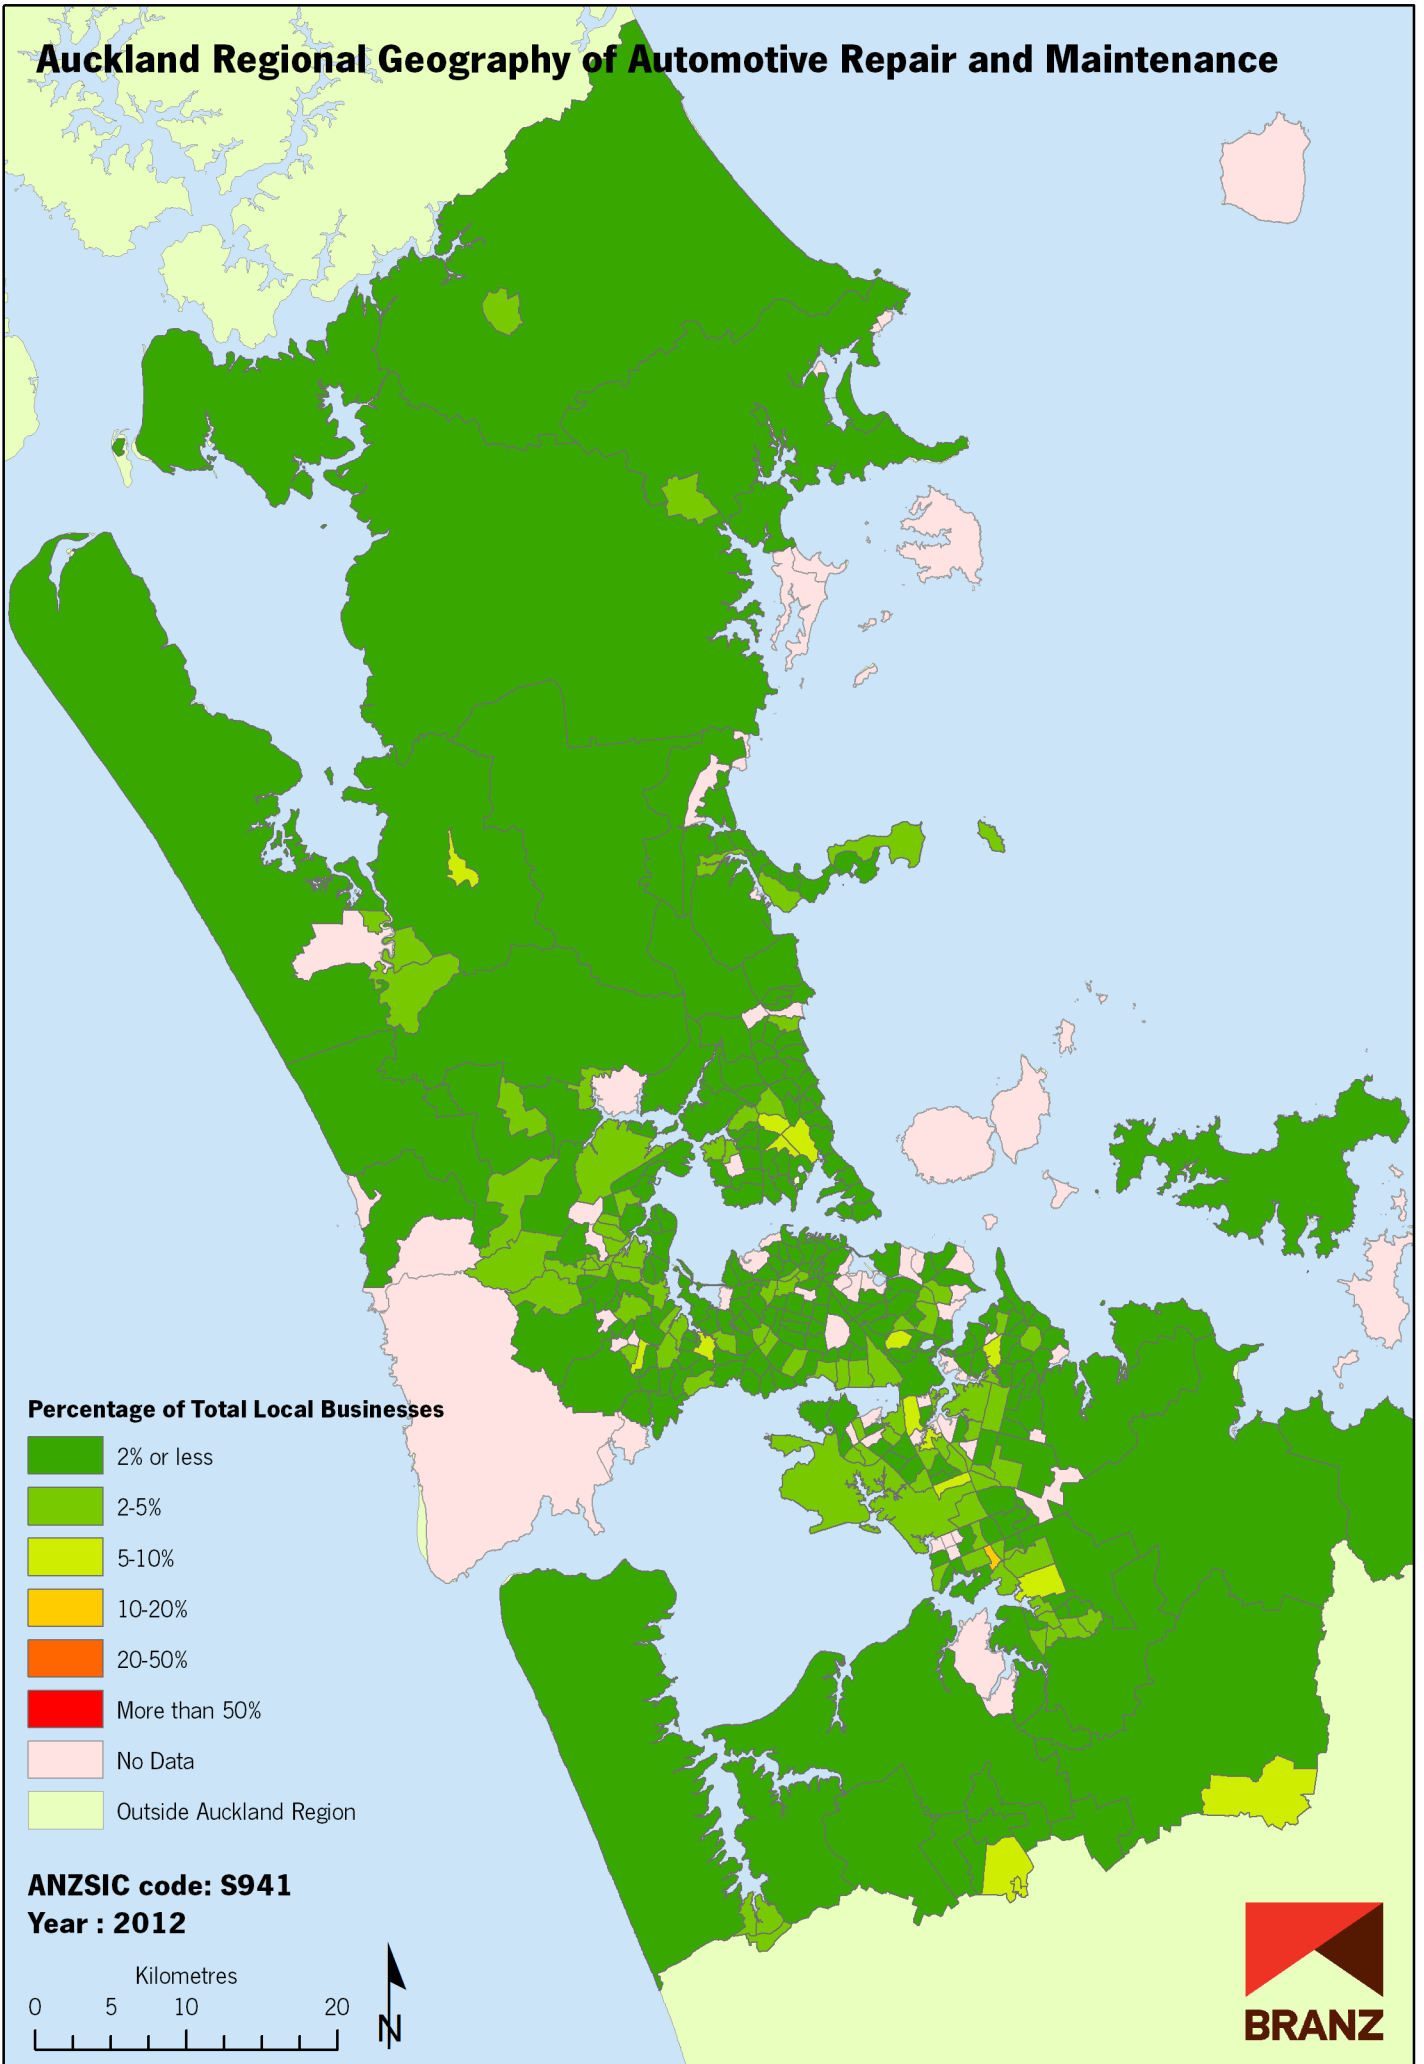 Auckland Regional Geography of Automotive Repair and Maintenance
Percentage of Total Local Businesses
2% or less
2-5%
5-10%
10-20%
20-50%
More than 50%
No Data
Outside Auckland Region
ANZSIC code: S941
Year : 2012
Kilometres
0 5 10 20
N
BRANZ